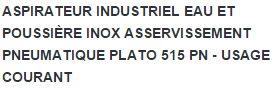 ASPIRATEUR INDUSTRIEL EAU ET
POUSSIÈRE INOX ASSERVISSEMENT
PNEUMATIQUE PLATO 515 PN - USAGE
COURANT